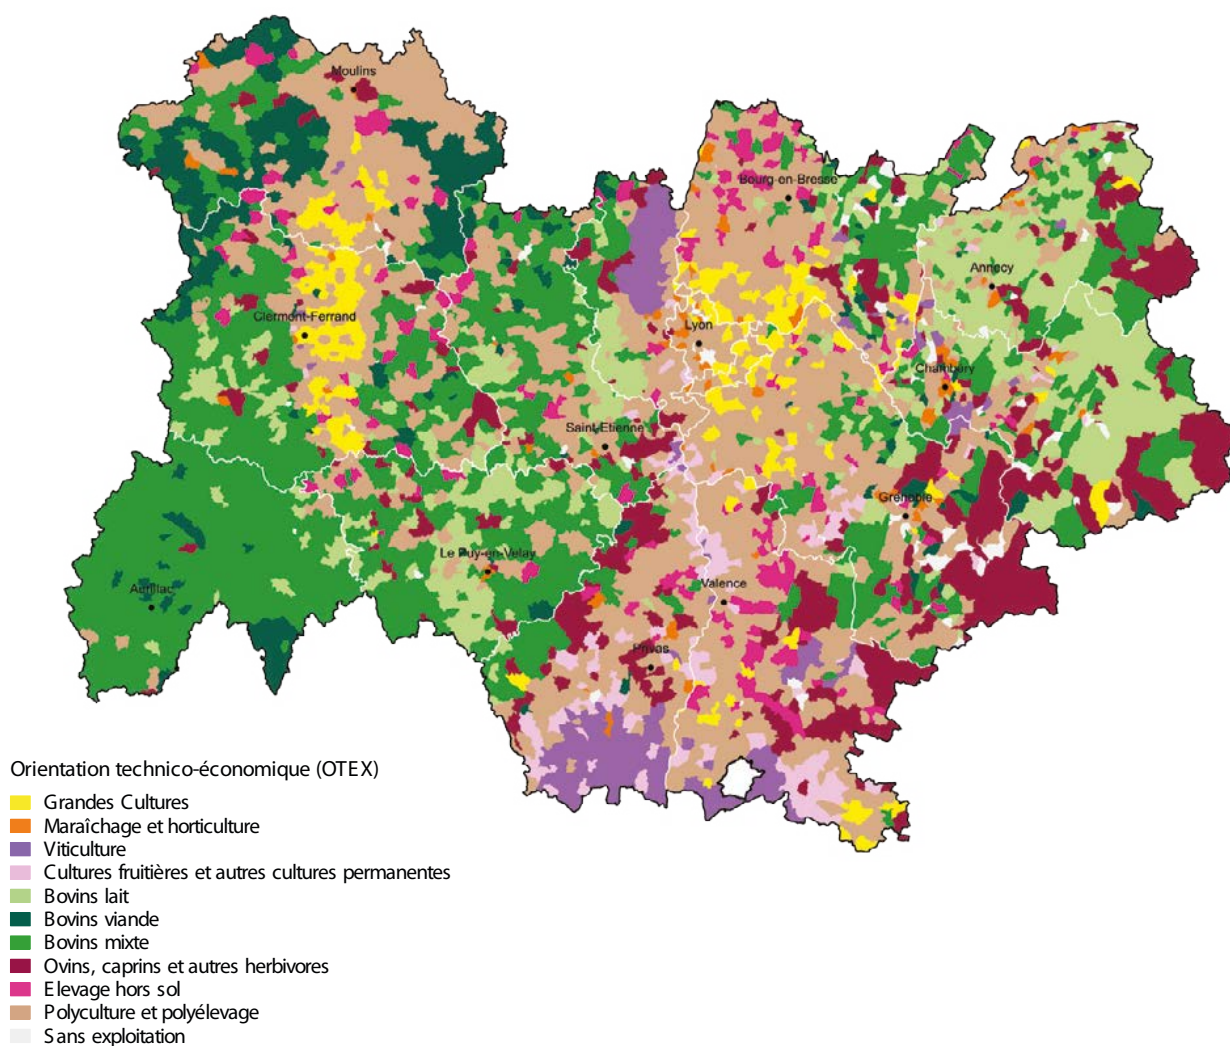 Moulins
Bourg-en-Bresse
Annecy
Clermont-Ferrand
Lyon
Chambéry
Saint-Etienne
Grenoble
Le Puy-en-Velay
Valence
Aurillac
Privas
Orientation technico-économique (OTEX)
Grandes Cultures
Maraîchage et horticulture
Viticulture
Cultures fruitières et autres cultures permanentes
Bovins lait
Bovins viande
Bovins mixte
Ovins, caprins et autres herbivores
Elevage hors sol
Polyculture et polyélevage
Sans exploitation